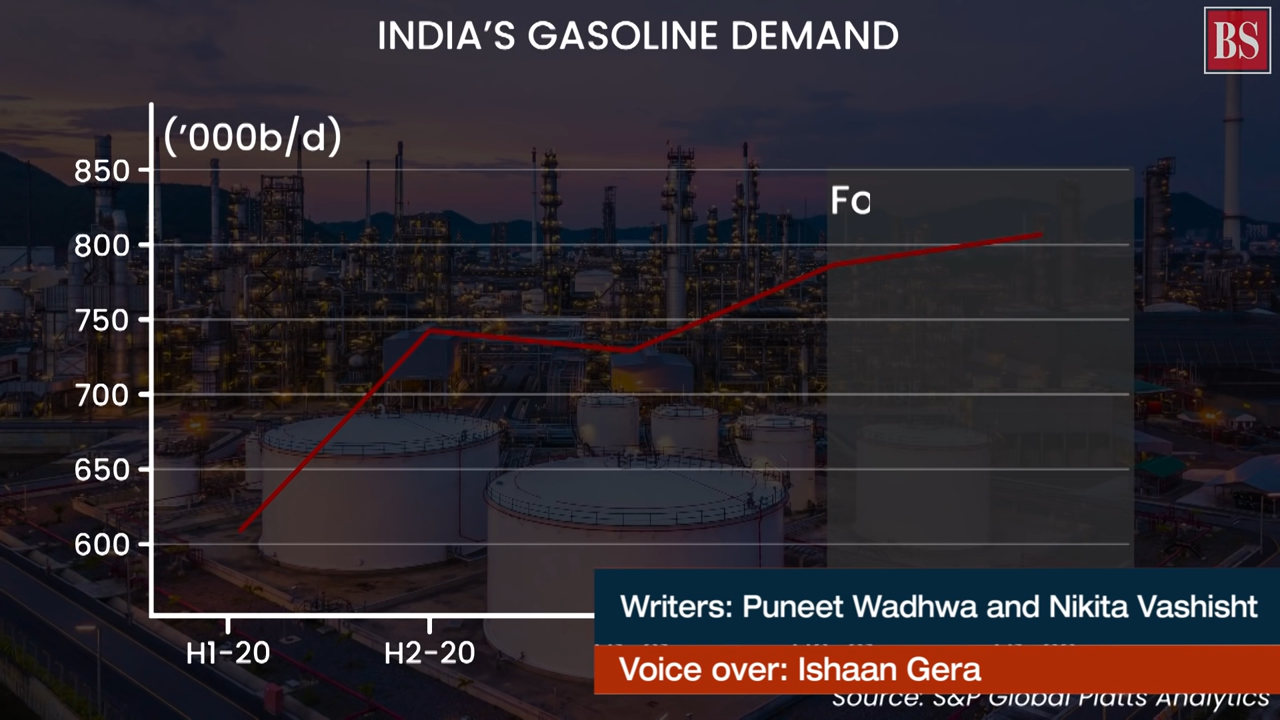 INDIA'S GASOLINE DEMAND
BS
('000b/d)
850
Fo
800
750
700
650
600
H1-20
H2-20
Writers: Puneet Wadhwa and Nikita Vashisht
Voice over: Ishaan Gera
Source: S&P Global Platts Analytics